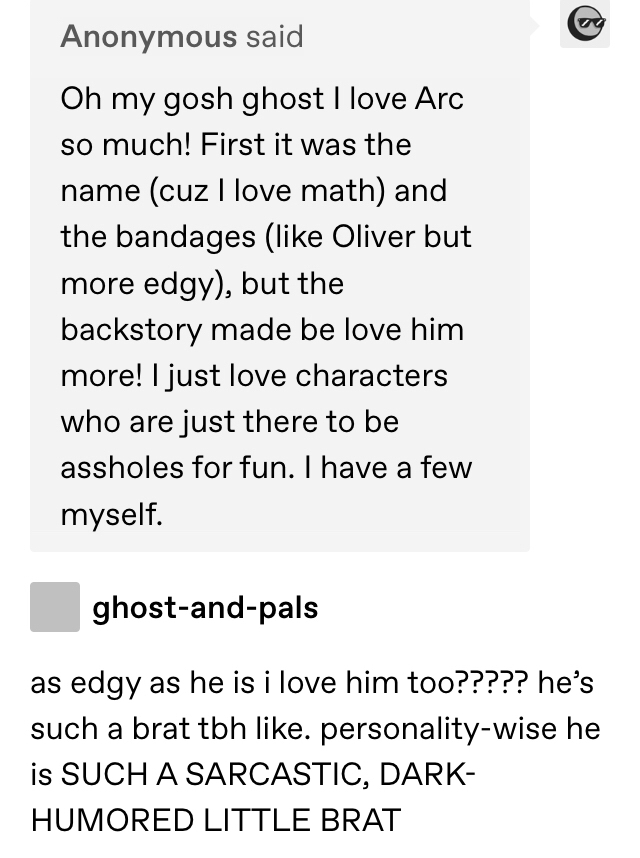 Anonymous said
Oh my gosh ghost I love Arc
so much! First it was the
name (cuz I love math) and
the bandages (like Oliver but
more edgy), but the
backstory made be love him
more! I just love characters
who are just there to be
assholes for fun. I have a few
myself.
ghost-and-pals
as edgy as he is i love him too????? he’s
such a brat tbh like. personality-wise he
is SUCH A SARCASTIC, DARK-
HUMORED LITTLE BRAT